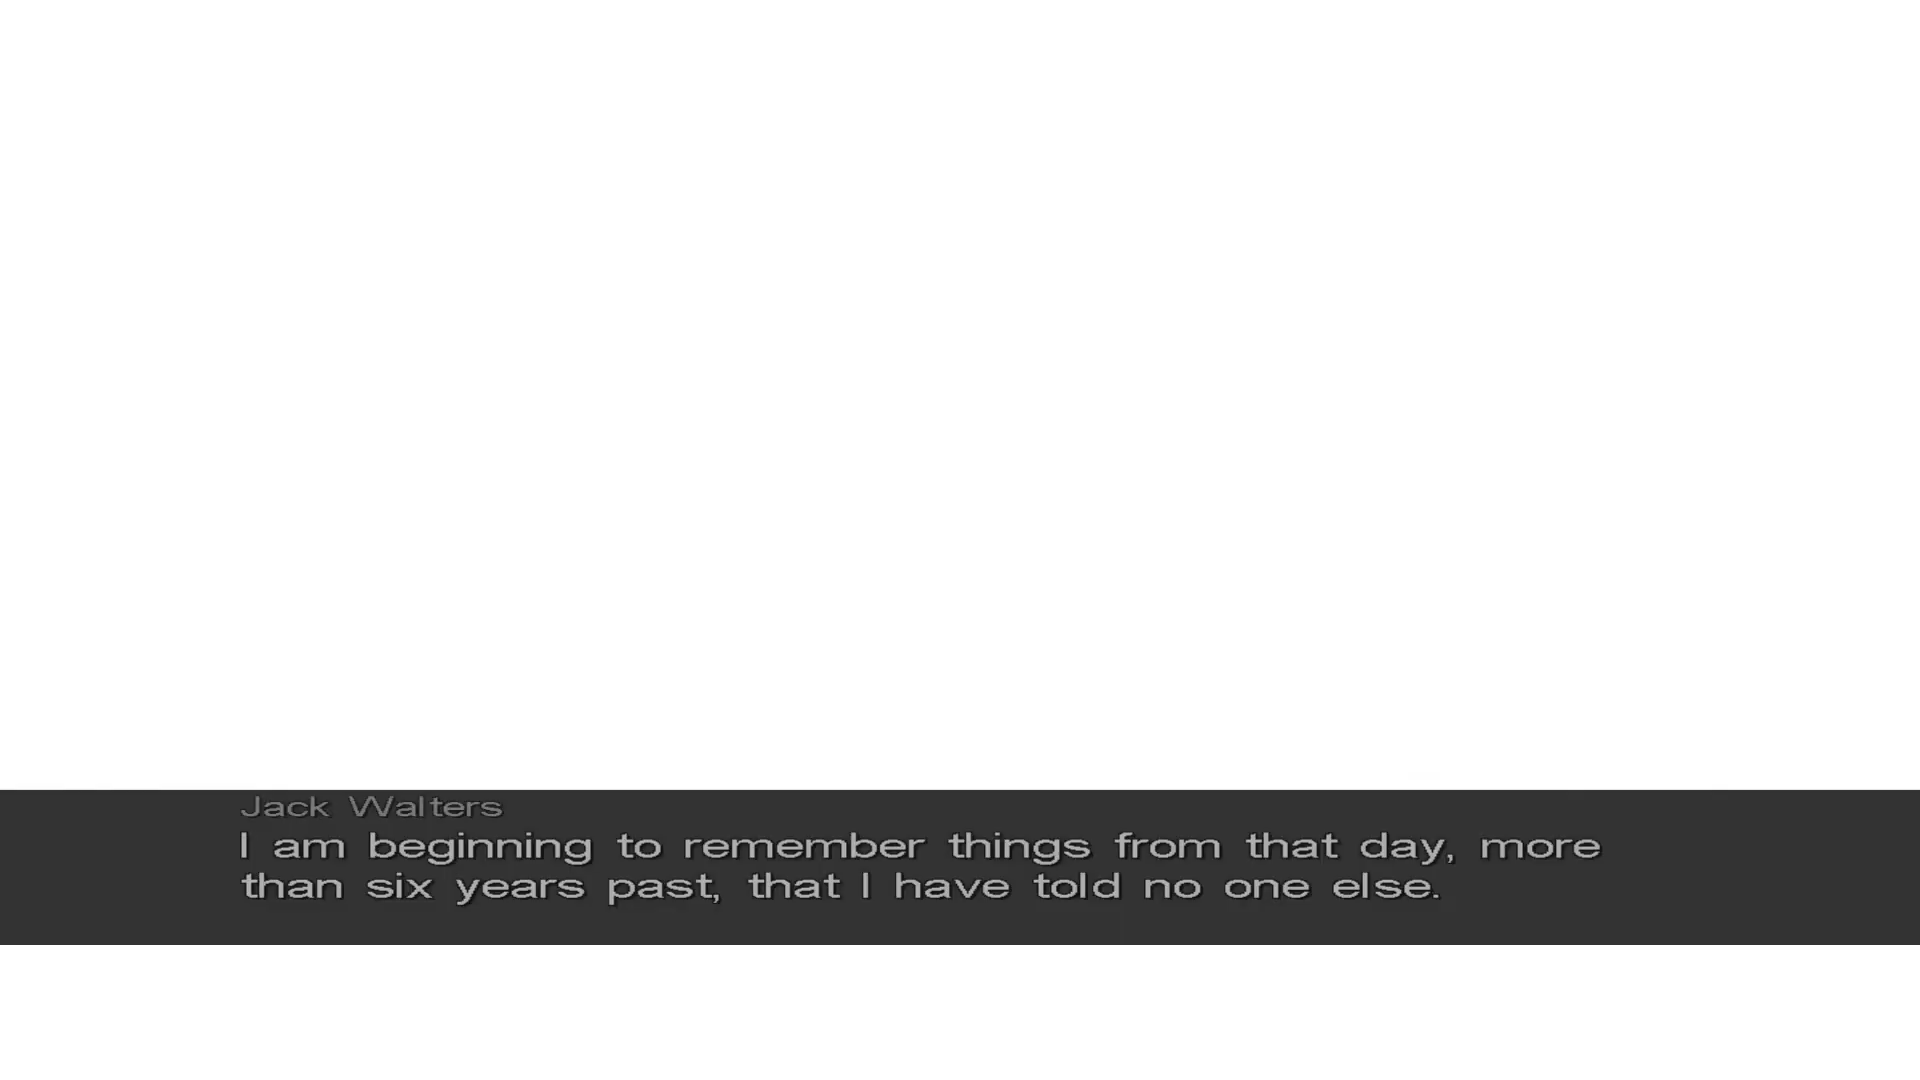 Jack Walters
I am beginning to remember things from that day, more
than six years past, that I have told no one else.